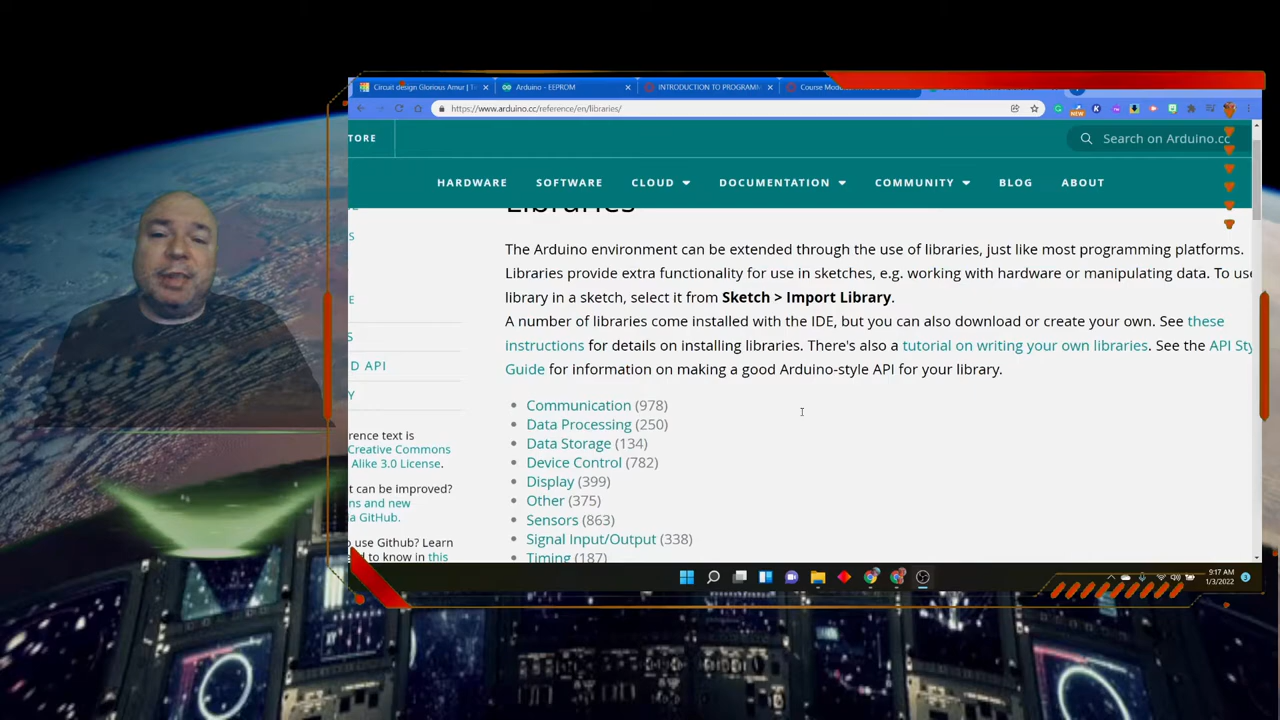 Circuit design Glorious Amur | Ti
Arduino - EEPROM
INTRODUCTION TO PROGRAMM
Course Mod
https://www.arduino.cc/reference/en/libraries/
NEW
TORE
Search on Arduino.cc
HARDWARE SOFTWARE CLOUD DOCUMENTATION COMMUNITY BLOG ABOUT
Libraries
S
The Arduino environment can be extended through the use of libraries, just like most programming platforms.
Libraries provide extra functionality for use in sketches, e.g. working with hardware or manipulating data. To use
E
library in a sketch, select it from Sketch > Import Library.
A number of libraries come installed with the IDE, but you can also download or create your own. See these
S
instructions for details on installing libraries. There's also a tutorial on writing your own libraries. See the API Sty
D API
Guide for information on making a good Arduino-style API for your library.
Y
Communication (978)
Data Processing (250)
Data Storage (134)
Device Control (782)
Display (399)
Other (375)
Sensors (863)
Signal Input/Output (338)
Timing (187)
rence text is
Creative Commons
Alike 3.0 License.
t can be improved?
ns and new
ia GitHub.
o use Github? Learn
d to know in this
9:17 AM
1/3/2022
3